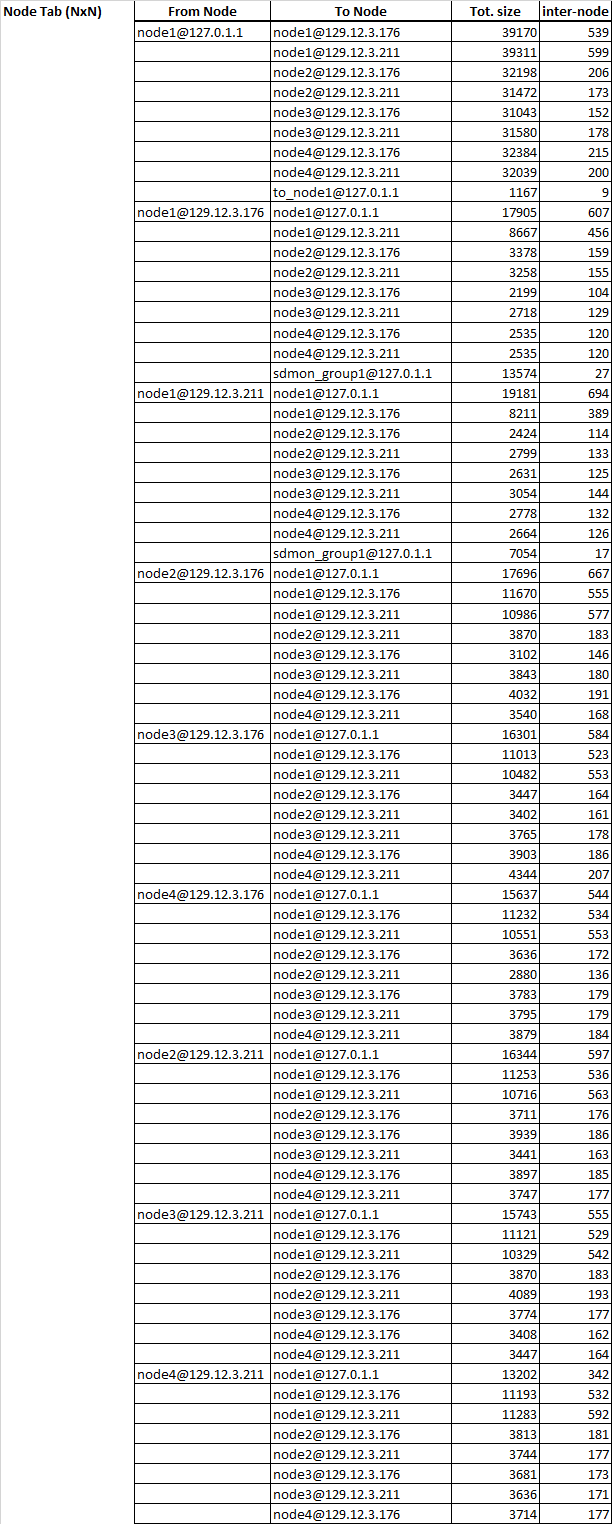 Node Tab (NxN) From Node To Node Tot. size inter-node
node1@127.0.1.1 node1@129.12.3.176 39170 539
node1@129.12.3.211 39311 599
node2@129.12.3.176 32198 206
node2@129.12.3.211 31472 173
node3@129.12.3.176 31043 152
node3@129.12.3.211 31580 178
node4@129.12.3.176 32384 215
node4@129.12.3.211 32039 200
to_node1@127.0.1.1 1167 9
node1@129.12.3.176 node1@127.0.1.1 17905 607
node1@129.12.3.211 8667 456
node2@129.12.3.176 3378 159
node2@129.12.3.211 3258 155
node3@129.12.3.176 2199 104
node3@129.12.3.211 2718 129
node4@129.12.3.176 2535 120
node4@129.12.3.211 2535 120
sdmon_group1@127.0.1.1 13574 27
node1@129.12.3.211 node1@127.0.1.1 19181 694
node1@129.12.3.176 8211 389
node2@129.12.3.176 2424 114
node2@129.12.3.211 2799 133
node3@129.12.3.176 2631 125
node3@129.12.3.211 3054 144
node4@129.12.3.176 2778 132
node4@129.12.3.211 2664 126
sdmon_group1@127.0.1.1 7054 17
node2@129.12.3.176 node1@127.0.1.1 17696 667
node1@129.12.3.176 11670 555
node1@129.12.3.211 10986 577
node2@129.12.3.211 3870 183
node3@129.12.3.176 3102 146
node3@129.12.3.211 3843 180
node4@129.12.3.176 4032 191
node4@129.12.3.211 3540 168
node3@129.12.3.176 node1@127.0.1.1 16301 584
node1@129.12.3.176 11013 523
node1@129.12.3.211 10482 553
node2@129.12.3.176 3447 164
node2@129.12.3.211 3402 161
node3@129.12.3.211 3765 178
node4@129.12.3.176 3903 186
node4@129.12.3.211 4344 207
node4@129.12.3.176 node1@127.0.1.1 15637 544
node1@129.12.3.176 11232 534
node1@129.12.3.211 10551 553
node2@129.12.3.176 3636 172
node2@129.12.3.211 2880 136
node3@129.12.3.176 3783 179
node3@129.12.3.211 3795 179
node4@129.12.3.211 3879 184
node2@129.12.3.211 node1@127.0.1.1 16344 597
node1@129.12.3.176 11253 536
node1@129.12.3.211 10716 563
node2@129.12.3.176 3711 176
node3@129.12.3.176 3939 186
node3@129.12.3.211 3441 163
node4@129.12.3.176 3897 185
node4@129.12.3.211 3747 177
node3@129.12.3.211 node1@127.0.1.1 15743 555
node1@129.12.3.176 11121 529
node1@129.12.3.211 10329 542
node2@129.12.3.176 3870 183
node2@129.12.3.211 4089 193
node3@129.12.3.176 3774 177
node4@129.12.3.176 3408 162
node4@129.12.3.211 3447 164
node4@129.12.3.211 node1@127.0.1.1 13202 342
node1@129.12.3.176 11193 532
node1@129.12.3.211 11283 592
node2@129.12.3.176 3813 181
node2@129.12.3.211 3744 177
node3@129.12.3.176 3681 173
node3@129.12.3.211 3636 171
node4@129.12.3.176 3714 177